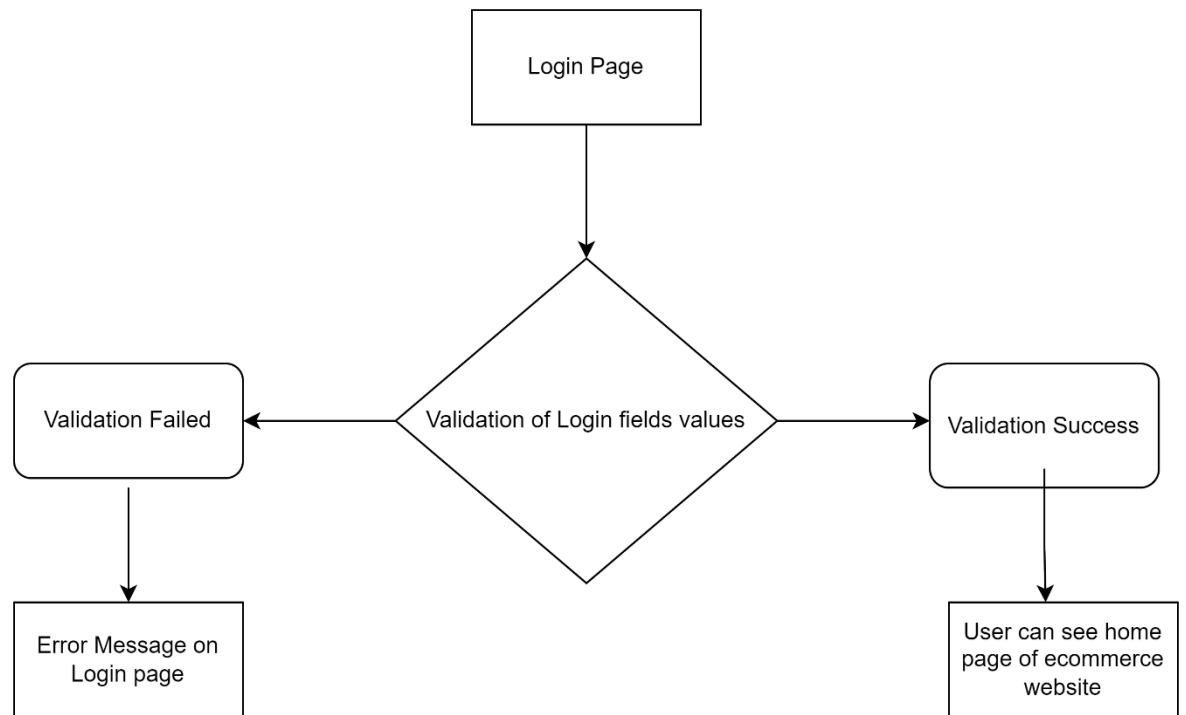 Login Page
Validation Failed
Validation of Login fields values
Validation Success
Error Message on
Login page
User can see home
page of ecommerce
website